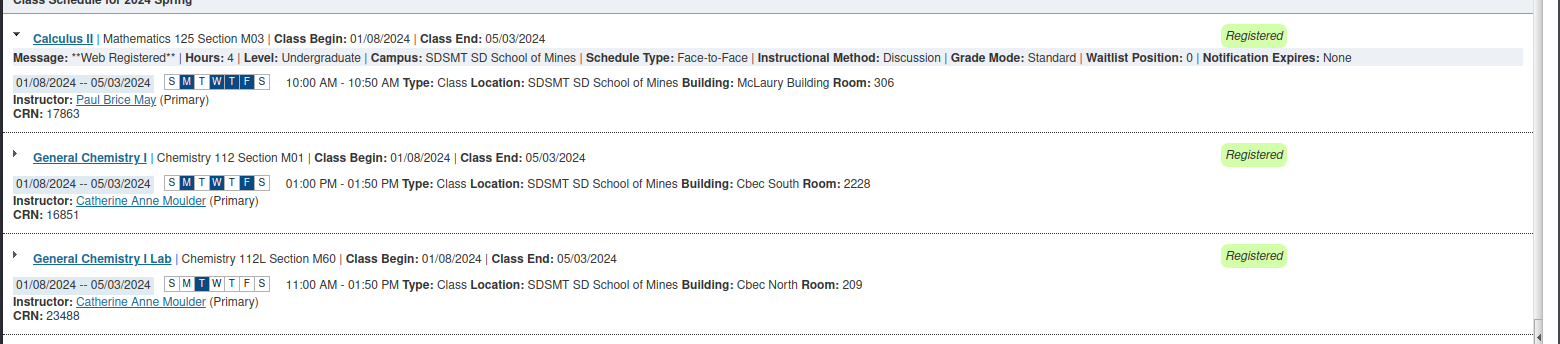 Class Schedule for 2024 Spring
Calculus II | Mathematics 125 Section M03 | Class Begin: 01/08/2024 | Class End: 05/03/2024 Registered
Message: **Web Registered** | Hours: 4 | Level: Undergraduate | Campus: SDSMT SD School of Mines | Schedule Type: Face-to-Face | Instructional Method: Discussion | Grade Mode: Standard | Waitlist Position: 0 | Notification Expires: None
01/08/2024 -- 05/03/2024 S M T W T F S 10:00 AM - 10:50 AM Type: Class Location: SDSMT SD School of Mines Building: McLaury Building Room: 306
Instructor: Paul Brice May (Primary)
CRN: 17863
General Chemistry I | Chemistry 112 Section M01 | Class Begin: 01/08/2024 | Class End: 05/03/2024 Registered
01/08/2024 -- 05/03/2024 S M T W T F S 01:00 PM - 01:50 PM Type: Class Location: SDSMT SD School of Mines Building: Cbec South Room: 2228
Instructor: Catherine Anne Moulder (Primary)
CRN: 16851
General Chemistry I Lab | Chemistry 112L Section M60 | Class Begin: 01/08/2024 | Class End: 05/03/2024 Registered
01/08/2024 -- 05/03/2024 S M T W T F S 11:00 AM - 01:50 PM Type: Class Location: SDSMT SD School of Mines Building: Cbec North Room: 209
Instructor: Catherine Anne Moulder (Primary)
CRN: 23488